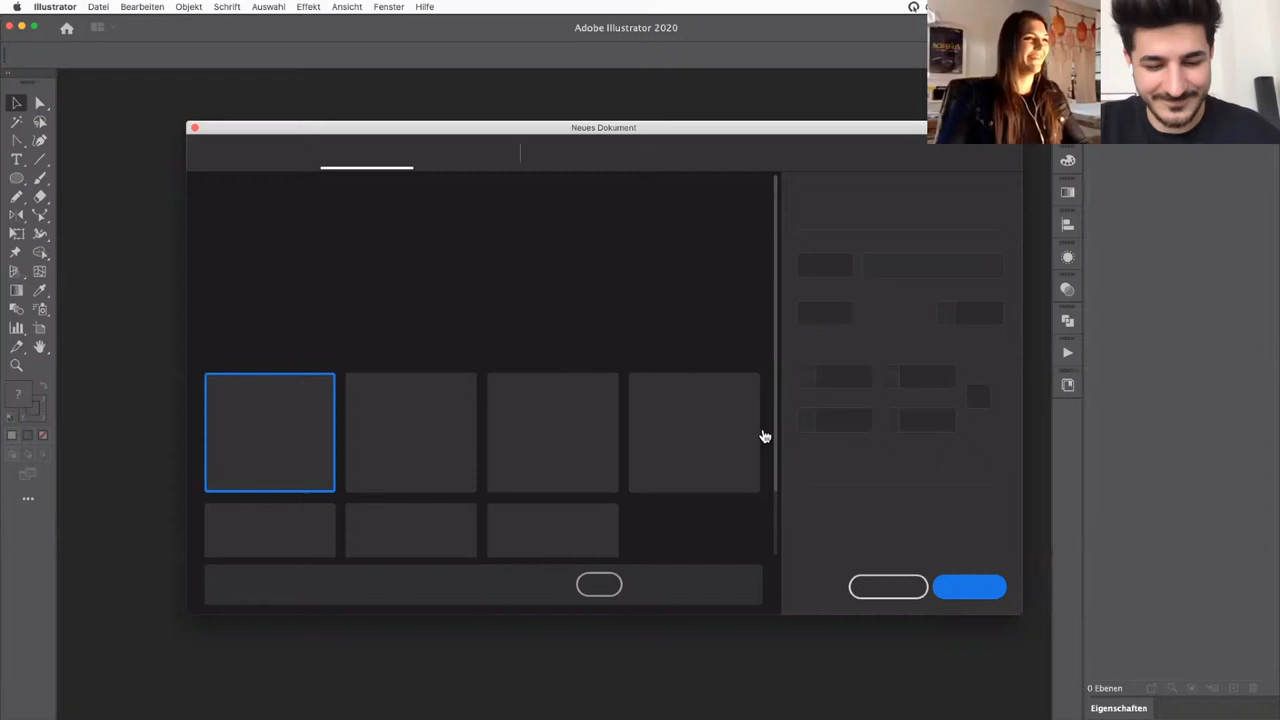 Illustrator Datei Bearbeiten Objekt Schrift Auswahl Effekt Ansicht Fenster Hilfe
Adobe Illustrator 2020
Neues Dokument
?
0 Ebenen
Eigenschaften